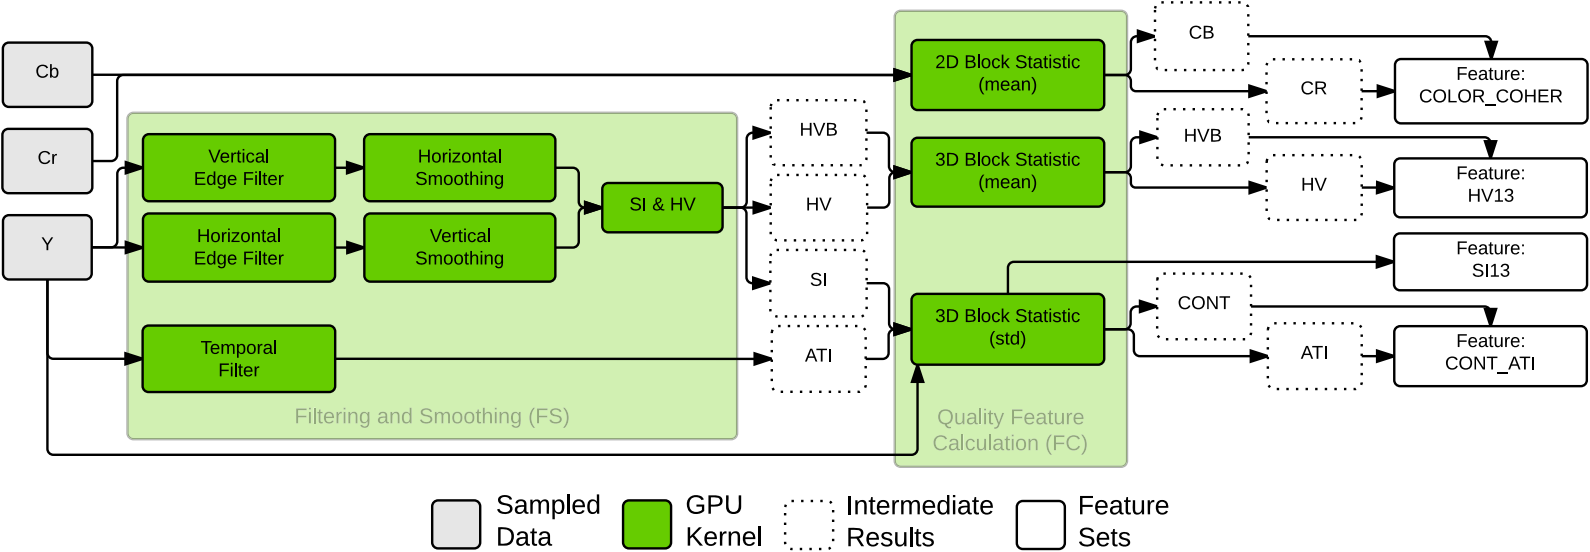 Cb
Cr
Y
Vertical
Edge Filter
Horizontal
Smoothing
Horizontal
Edge Filter
Vertical
Smoothing
SI & HV
Temporal
Filter
Filtering and Smoothing (FS)
HVB
HV
SI
ATI
2D Block Statistic
(mean)
3D Block Statistic
(mean)
3D Block Statistic
(std)
Quality Feature
Calculation (FC)
CB
CR
HVB
HV
CONT
ATI
Feature:
COLOR_COHER
Feature:
HV13
Feature:
SI13
Feature:
CONT_ATI
Sampled
Data
GPU
Kernel
Intermediate
Results
Feature
Sets